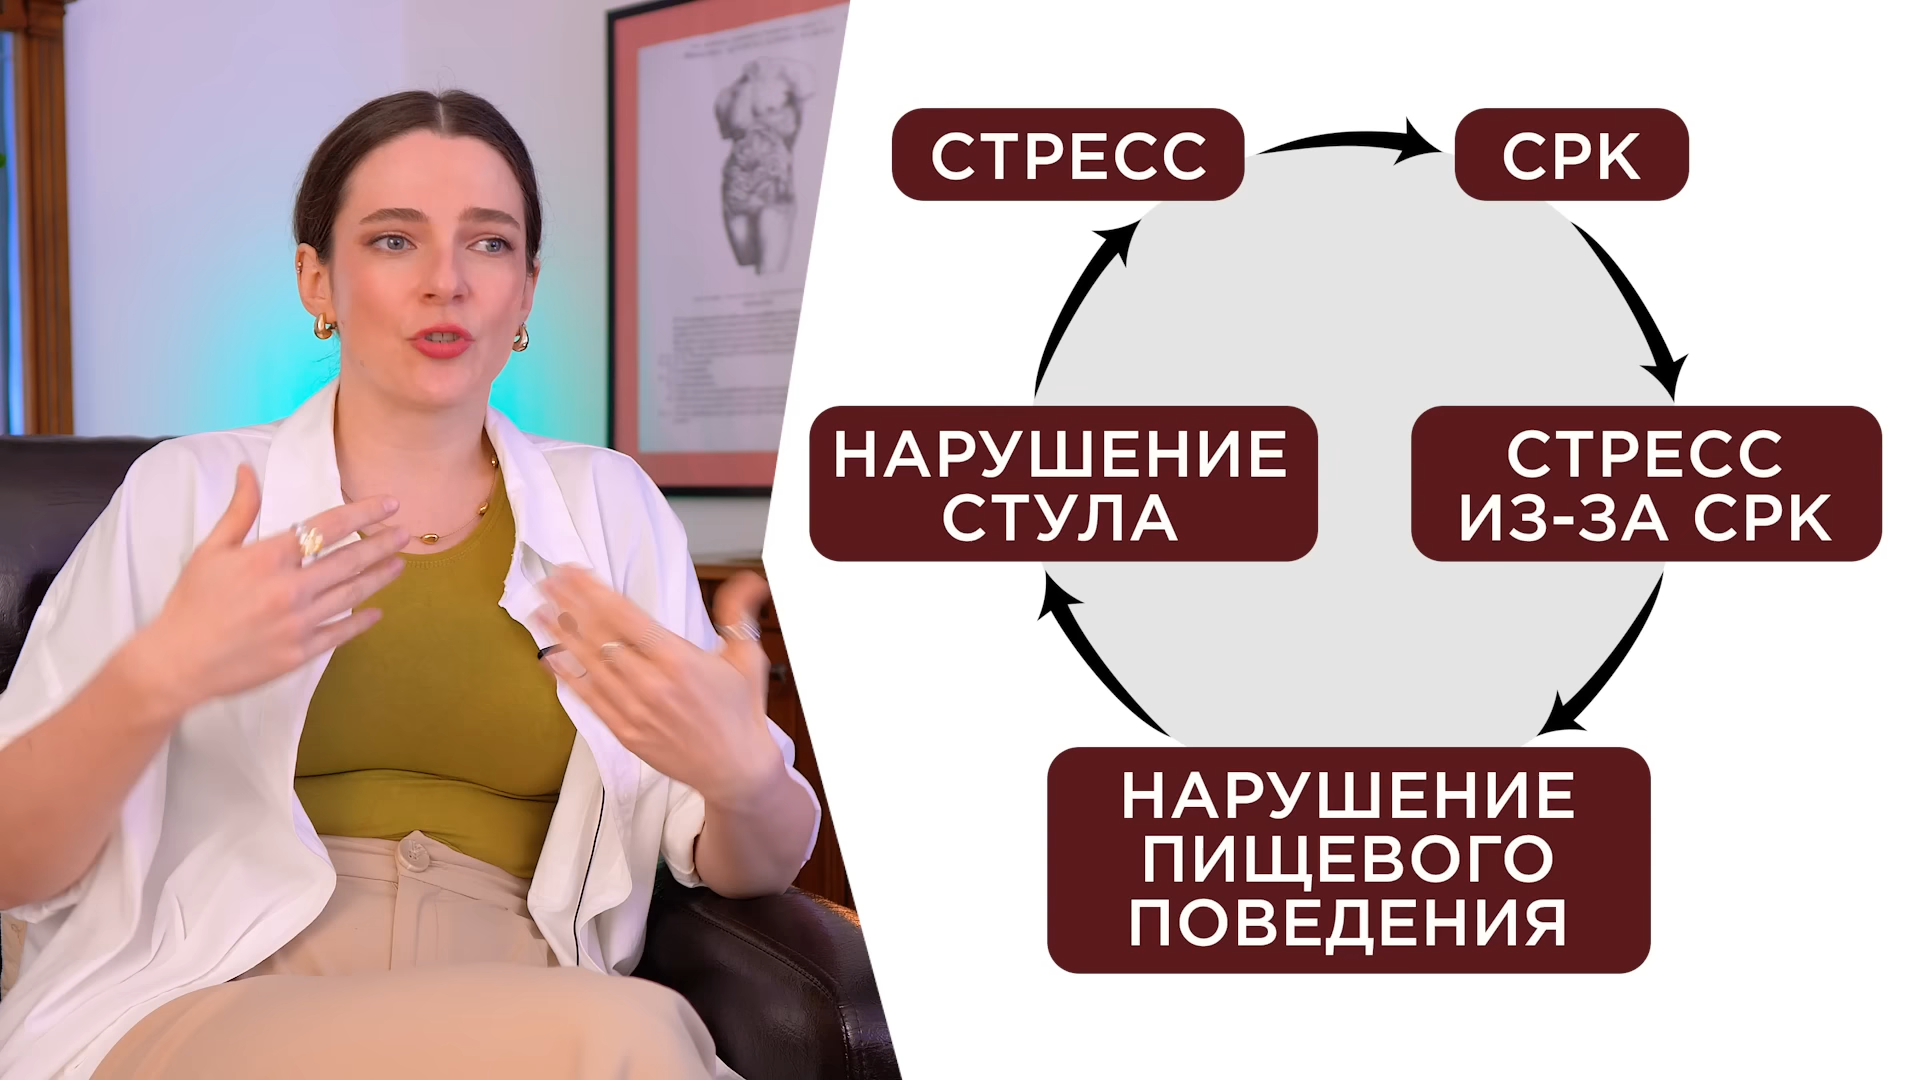 СТРЕСС
СРК
НАРУШЕНИЕ
СТУЛА
СТРЕСС
ИЗ-ЗА СРК
НАРУШЕНИЕ
ПИЩЕВОГО
ПОВЕДЕНИЯ